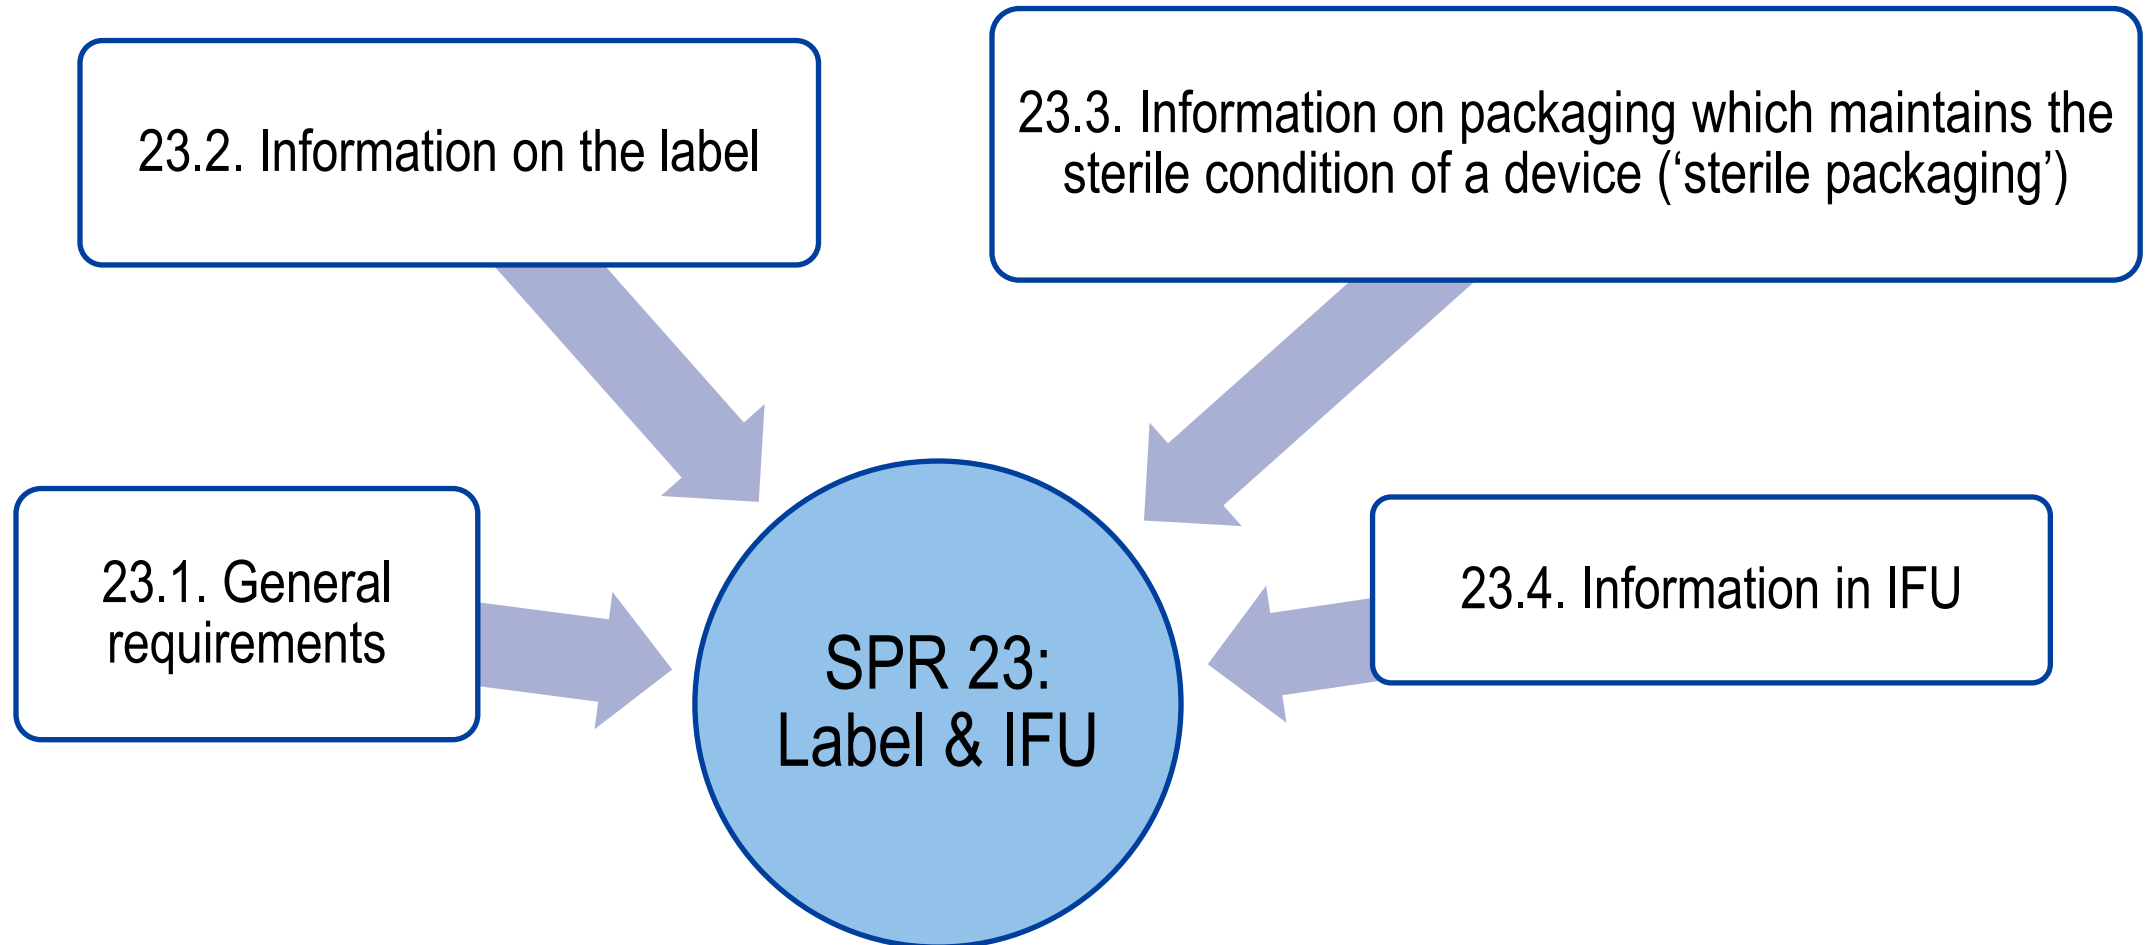 23.2. Information on the label
23.3. Information on packaging which maintains the
sterile condition of a device (‘sterile packaging’)
23.1. General
requirements
SPR 23:
Label & IFU
23.4. Information in IFU